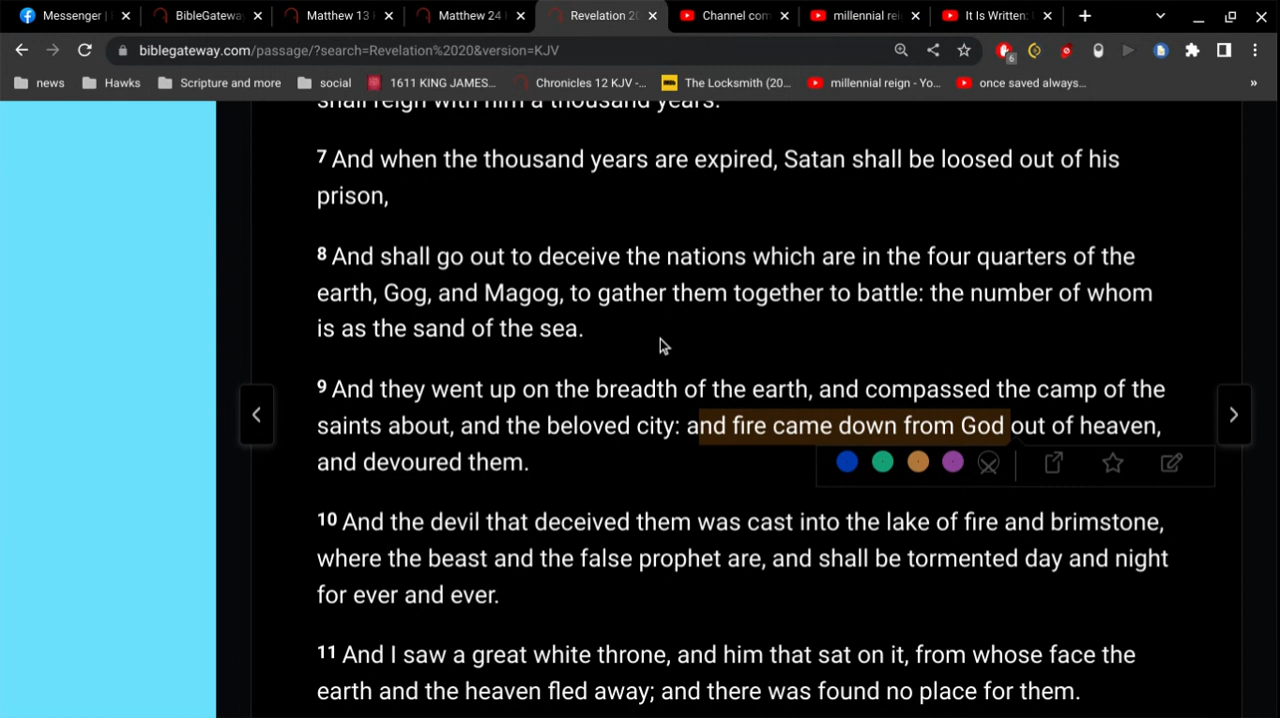 Messenger |
BibleGatewa
Matthew 13
Matthew 24
Revelation 20
Channel com
millennial rei
It Is Written:
biblegateway.com/passage/?search=Revelation%2020&version=KJV
6
news
Hawks
Scripture and more
social
1611 KING JAMES...
Chronicles 12 KJV -...
The Locksmith (20...
millennial reign - Yo...
once saved always...
»
shall reign with him a thousand years.
7 And when the thousand years are expired, Satan shall be loosed out of his
prison,
8 And shall go out to deceive the nations which are in the four quarters of the
earth, Gog, and Magog, to gather them together to battle: the number of whom
is as the sand of the sea.
9 And they went up on the breadth of the earth, and compassed the camp of the
saints about, and the beloved city: and fire came down from God out of heaven,
and devoured them.
10 And the devil that deceived them was cast into the lake of fire and brimstone,
where the beast and the false prophet are, and shall be tormented day and night
for ever and ever.
11 And I saw a great white throne, and him that sat on it, from whose face the
earth and the heaven fled away; and there was found no place for them.